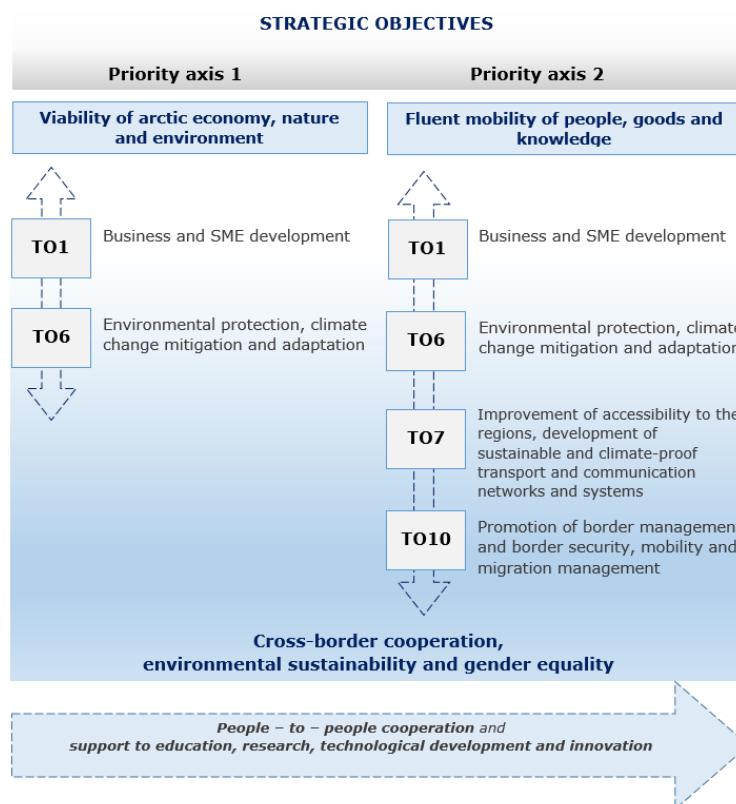 STRATEGIC OBJECTIVES
Priority axis 1
Priority axis 2
Viability of arctic economy, nature
and environment
Fluent mobility of people, goods and
knowledge
TO1
Business and SME development
TO6
Environmental protection, climate
change mitigation and adaptation
TO1
Business and SME development
TO6
Environmental protection, climate
change mitigation and adaptation
TO7
Improvement of accessibility to the
regions, development of
sustainable and climate-proof
transport and communication
networks and systems
TO10
Promotion of border management
and border security, mobility and
migration management
Cross-border cooperation,
environmental sustainability and gender equality
People – to – people cooperation and
support to education, research, technological development and innovation